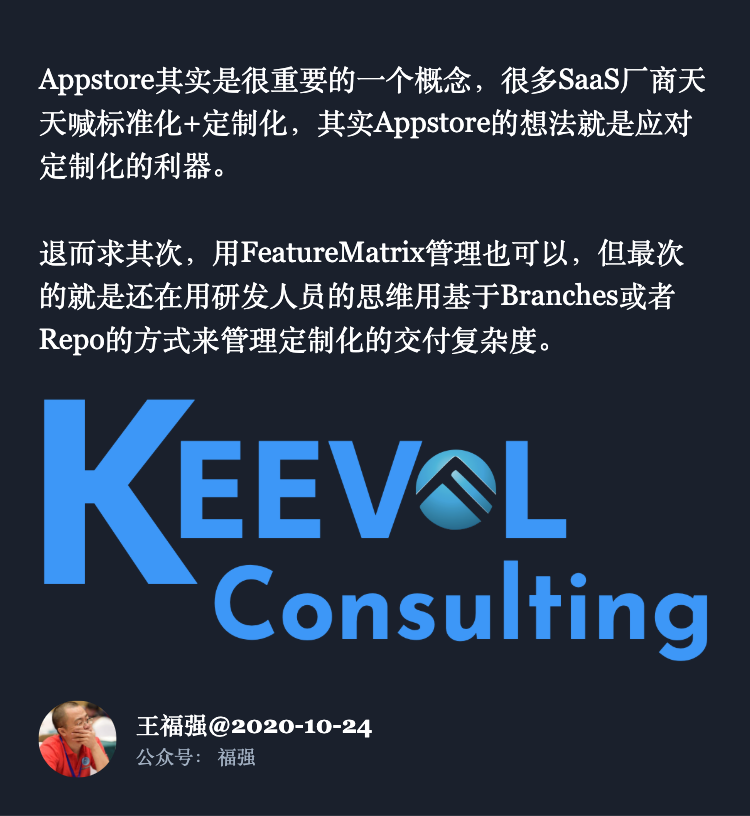 Appstore其实是很重要的一个概念，很多SaaS厂商天
天喊标准化+定制化，其实Appstore的想法就是应对
定制化的利器。
退而求其次，用FeatureMatrix管理也可以，但最次
的就是还在用研发人员的思维用基于Branches或者
Repo的方式来管理定制化的交付复杂度。
KEEVOL
Consulting
王福强@2020-10-24
公众号： 福强